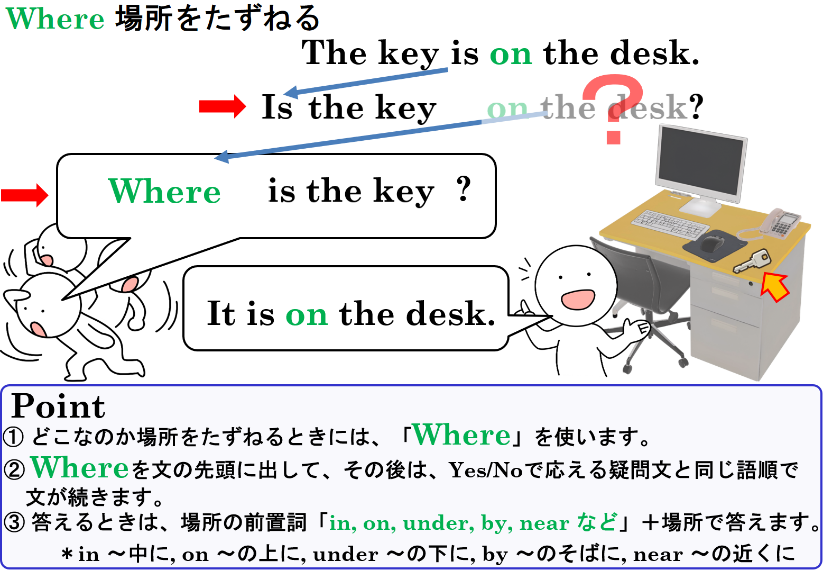 Where 場所をたずねる
The key is on the desk.
Is the key on the desk?
?
Where is the key ?
It is on the desk.
Point
① どこなのか場所をたずねるときには、「Where」を使います。
② Whereを文の先頭に出して、その後は、Yes/Noで応える疑問文と同じ語順で
文が続きます。
③ 答えるときは、場所の前置詞「in, on, under, by, near など」＋場所で答えます。
＊in ～中に, on ～の上に, under ～の下に, by ～のそばに, near ～の近くに